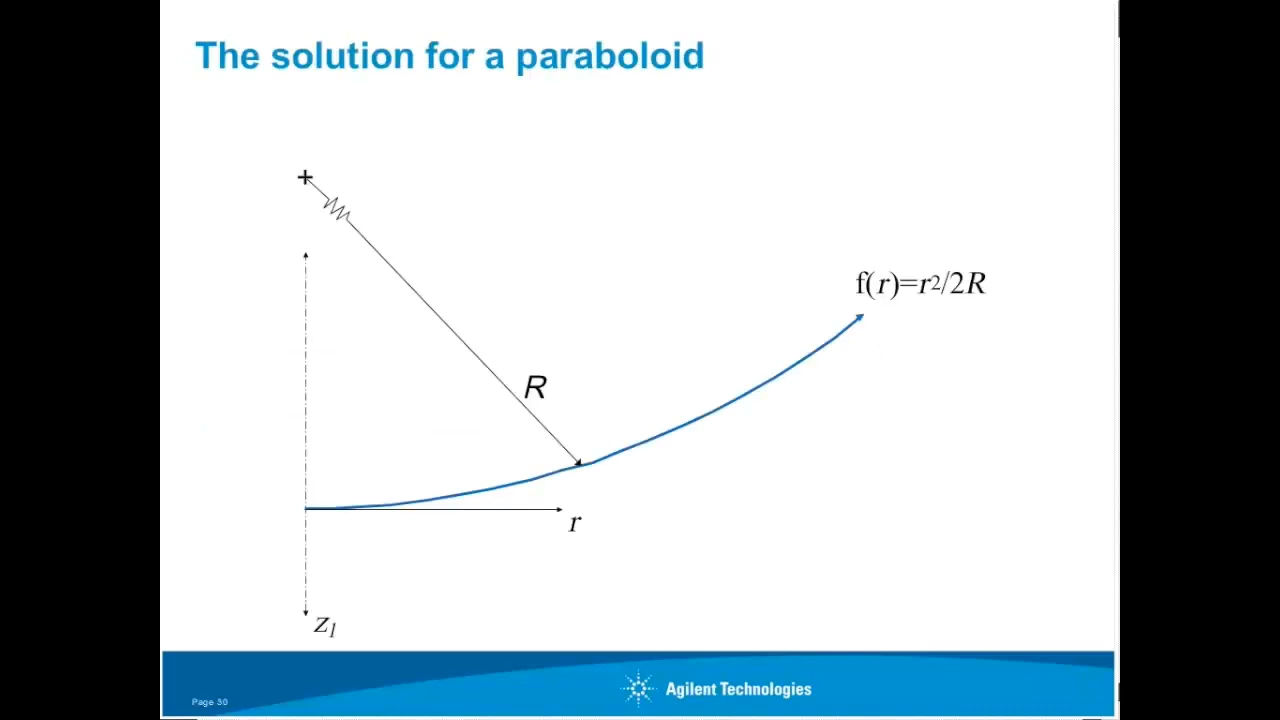 The solution for a paraboloid
f(r)=r2/2R
R
r
z1
Page 30
Agilent Technologies